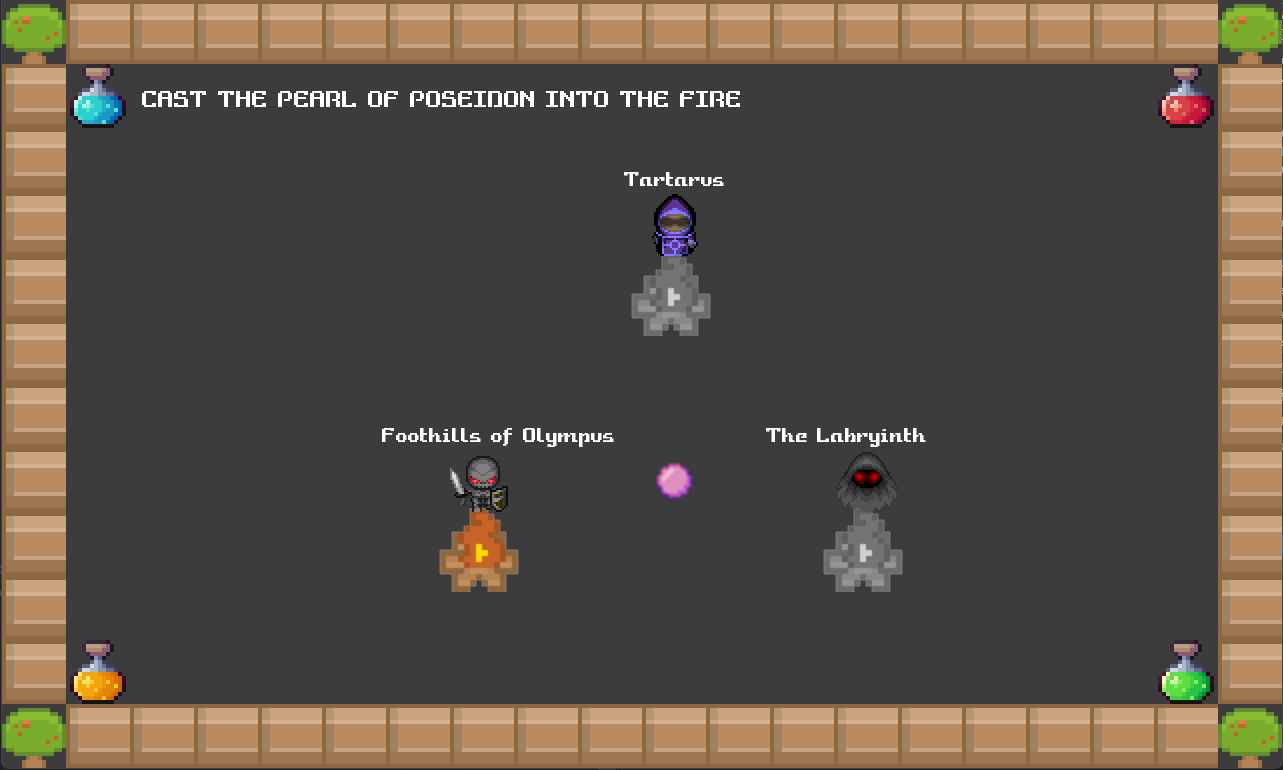 CAST THE PEARL OF POSEIDON INTO THE FIRE
Tartarus
Foothills of Olympus
The Labryinth